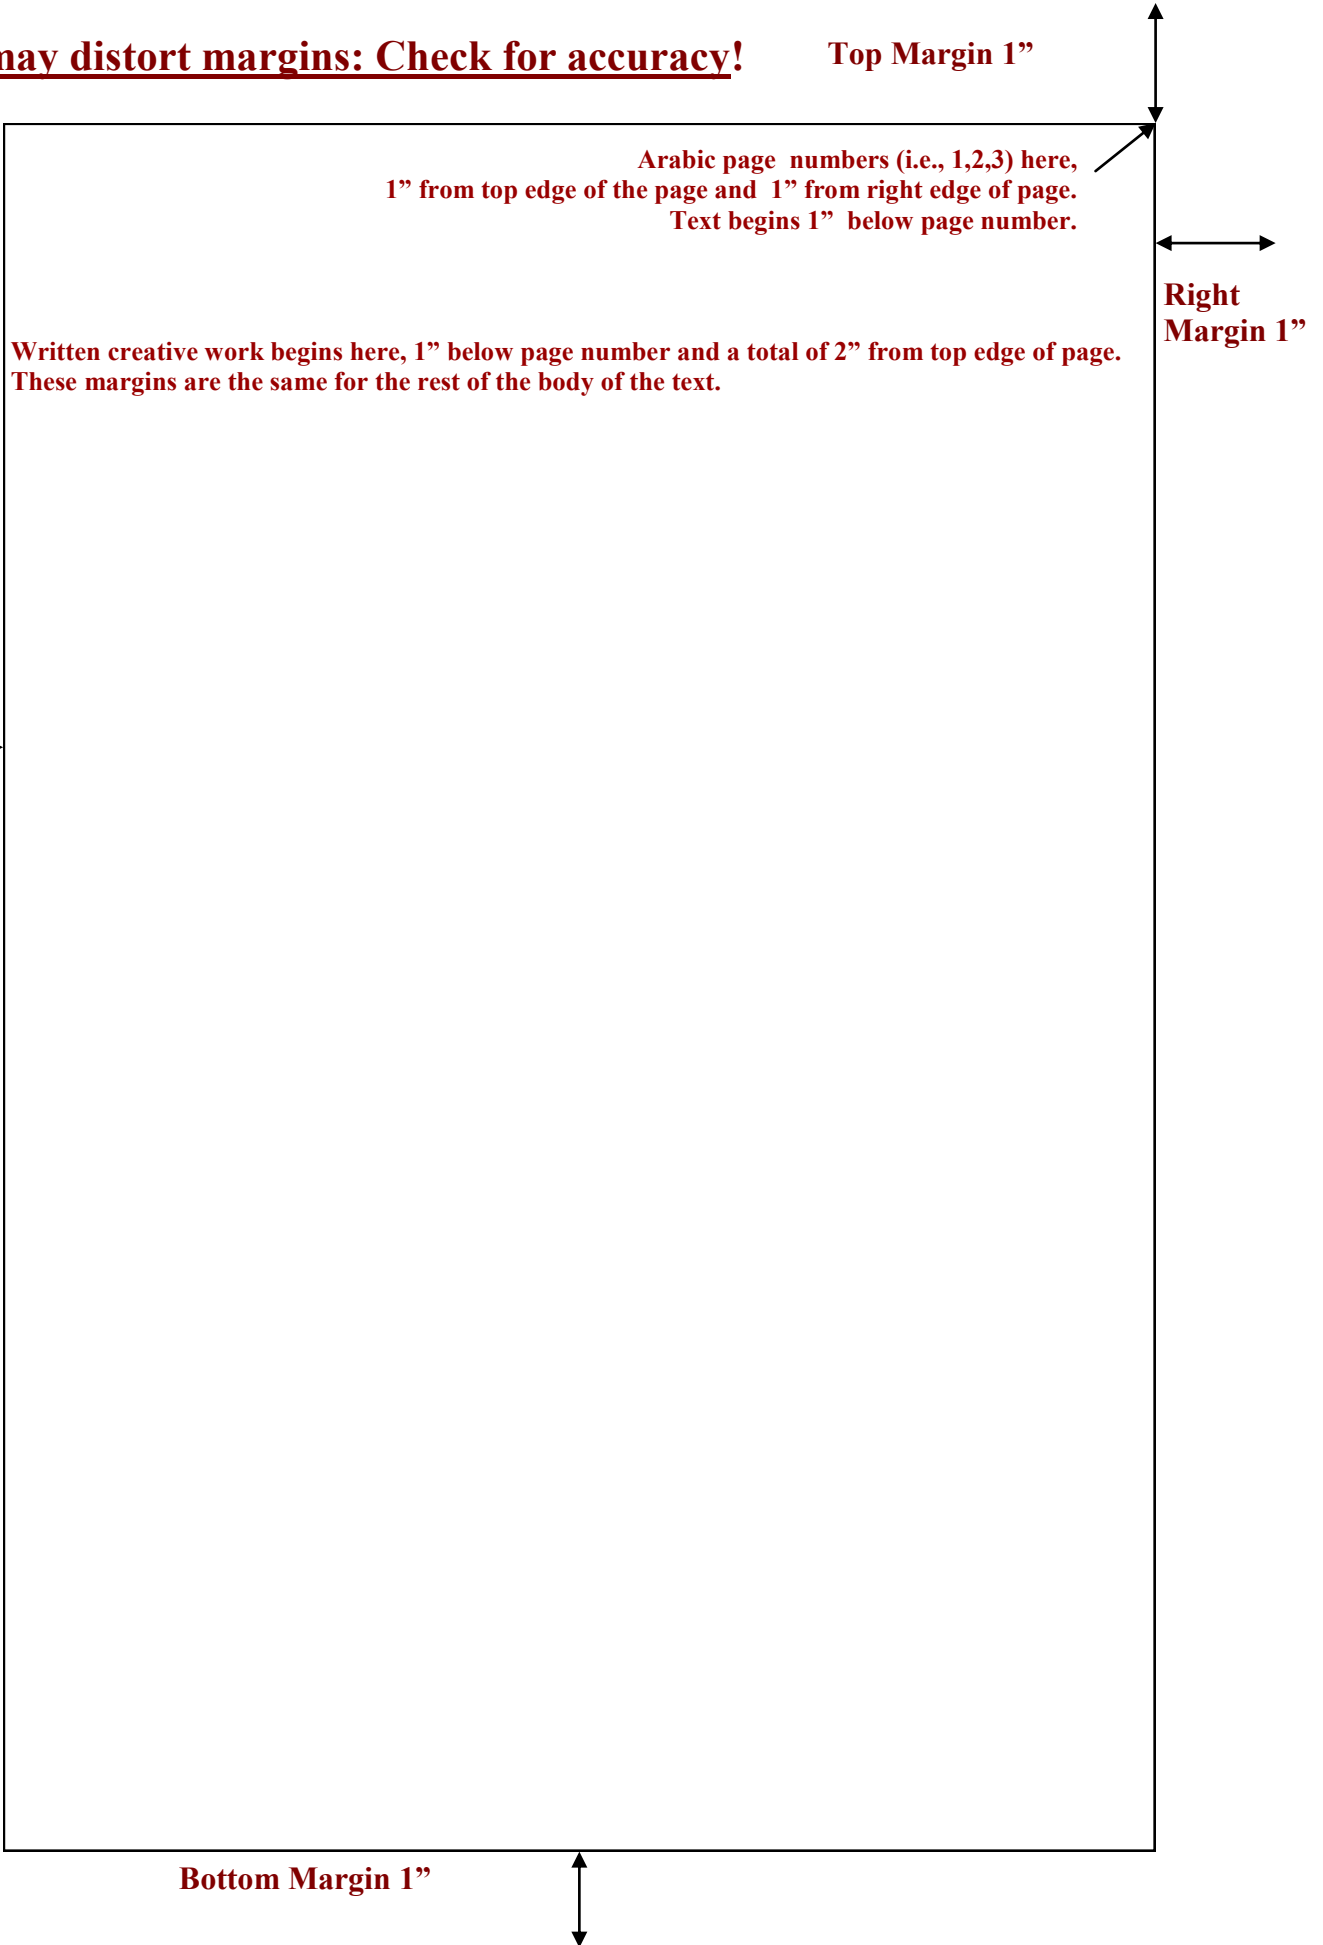 may distort margins: Check for accuracy!
Top Margin 1”
Arabic page numbers (i.e., 1,2,3) here,
1” from top edge of the page and 1” from right edge of page.
Text begins 1” below page number.
Right
Margin 1”
Written creative work begins here, 1” below page number and a total of 2” from top edge of page.
These margins are the same for the rest of the body of the text.
Bottom Margin 1”